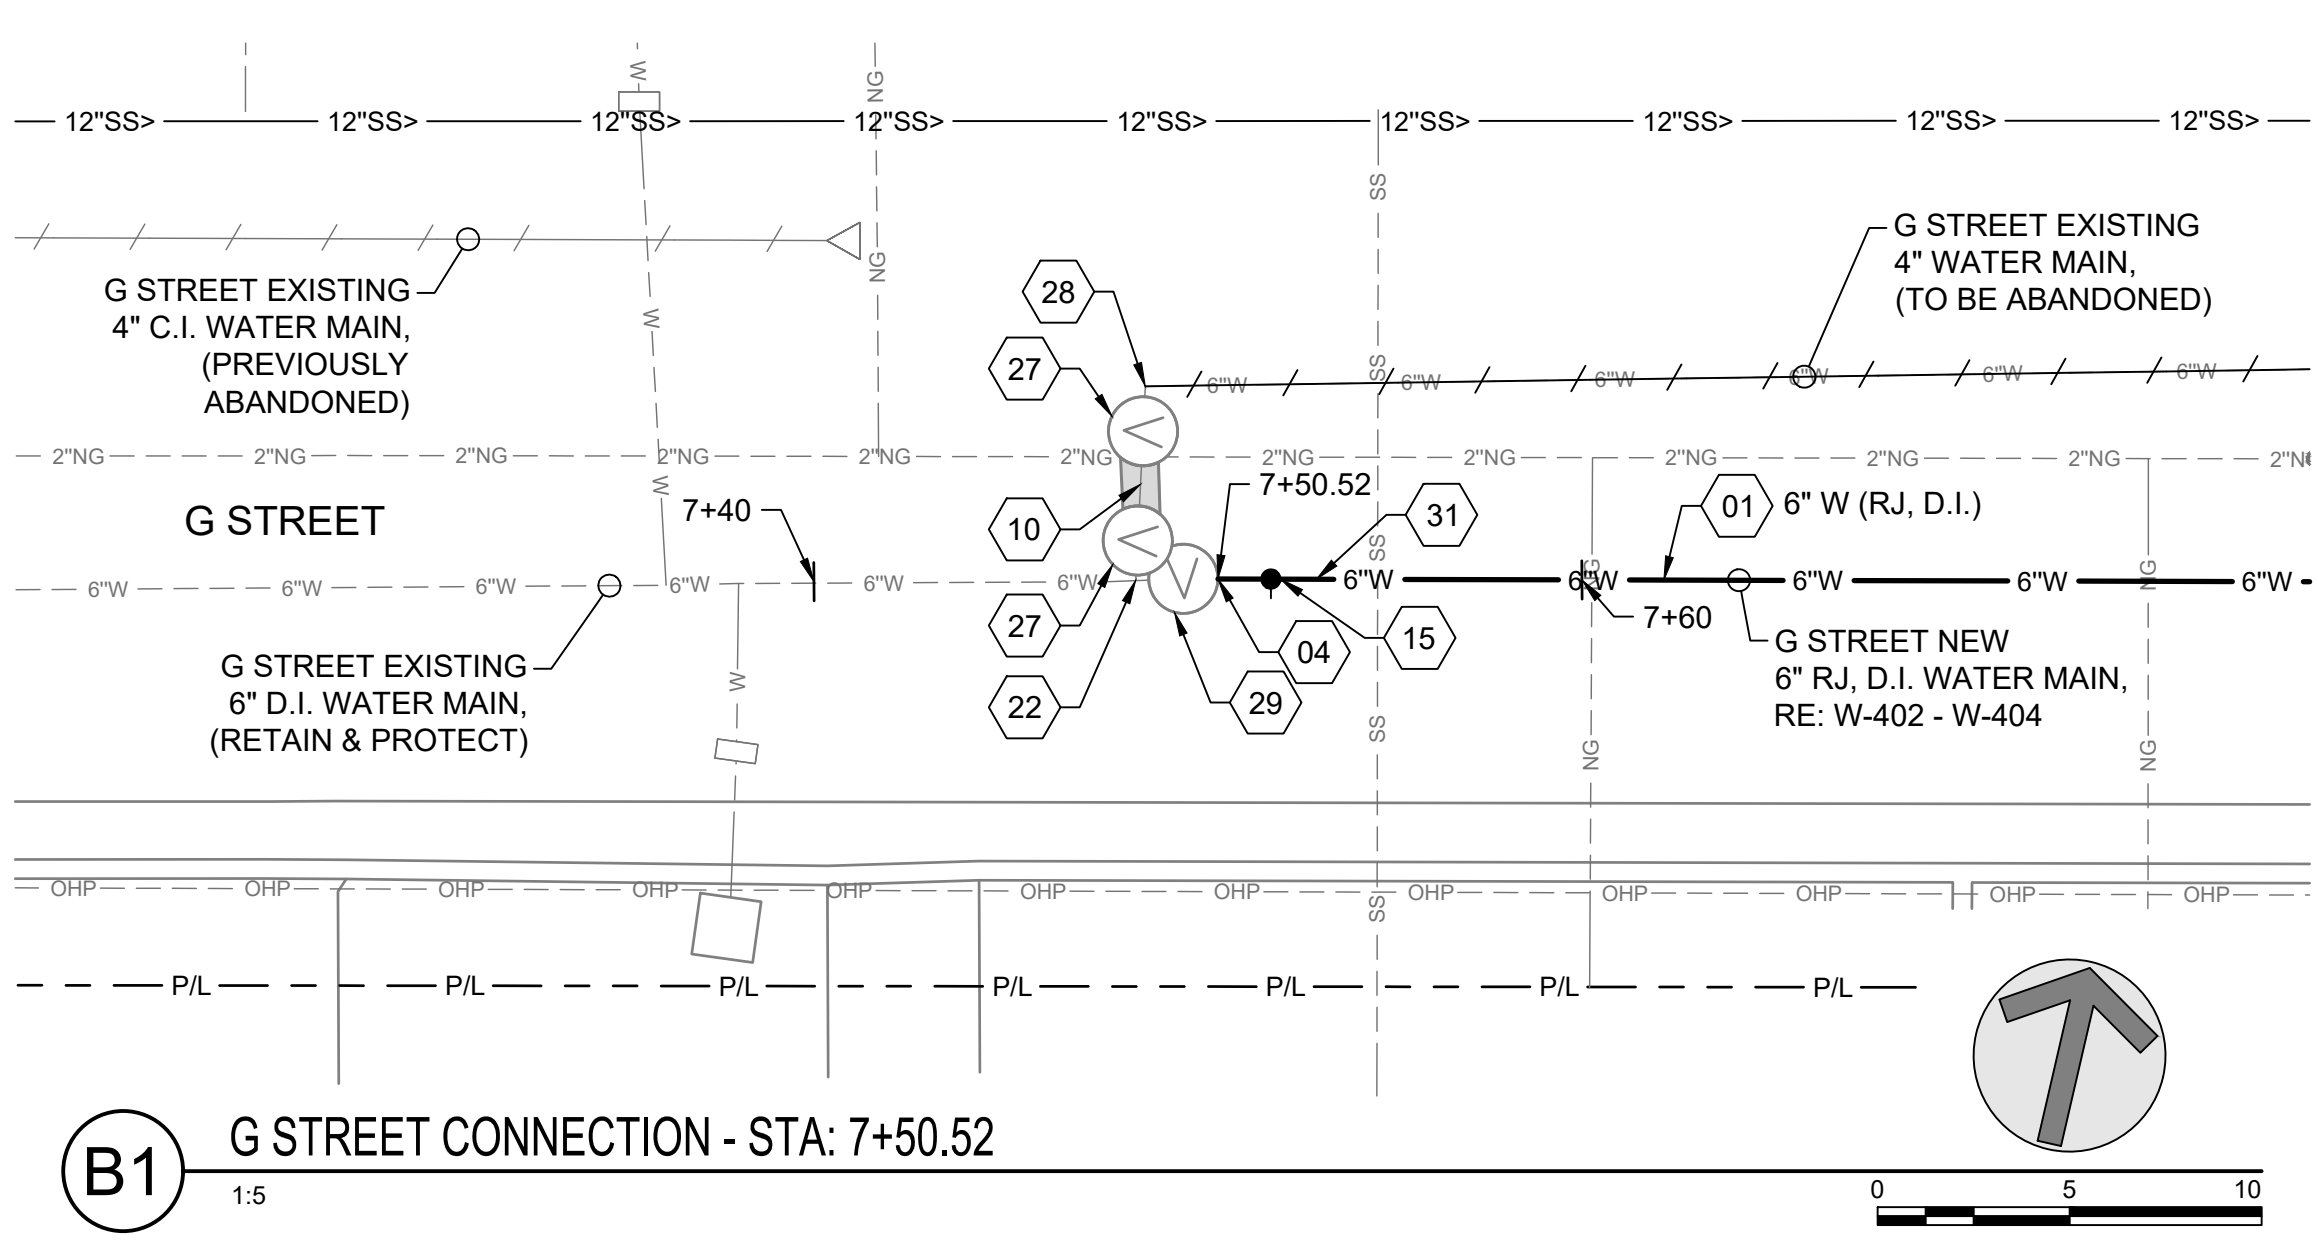 W
NG
12"SS> 12"SS> 12"SS> 12"SS> 12"SS> 12"SS> 12"SS> 12"SS> 12"SS>
SS
G STREET EXISTING
4" WATER MAIN,
(TO BE ABANDONED)
NG
G STREET EXISTING
4" C.I. WATER MAIN,
(PREVIOUSLY
ABANDONED)
28
W
27
SS
6"W 6"W 6"W 6"W 6"W 6"W
2"NG 2"NG 2"NG 2"NG 2"NG 2"NG 2"NG 2"NG 2"NG 2"NG 2"NG
W
G STREET
7+40
10
7+50.52
31
01
6" W (RJ, D.I.)
SS
6"W 6"W 6"W 6"W 6"W 6"W 6"W 6"W 6"W 6"W 6"W
NG
NG
27
04
15
7+60
22
29
G STREET NEW
6" RJ, D.I. WATER MAIN,
RE: W-402 - W-404
G STREET EXISTING
6" D.I. WATER MAIN,
(RETAIN & PROTECT)
W
SS
NG
NG
OHP OHP OHP OHP OHP OHP OHP OHP OHP OHP OHP OHP
SS
P/L P/L P/L P/L P/L P/L P/L
B1
G STREET CONNECTION - STA: 7+50.52
1:5
0 5 10